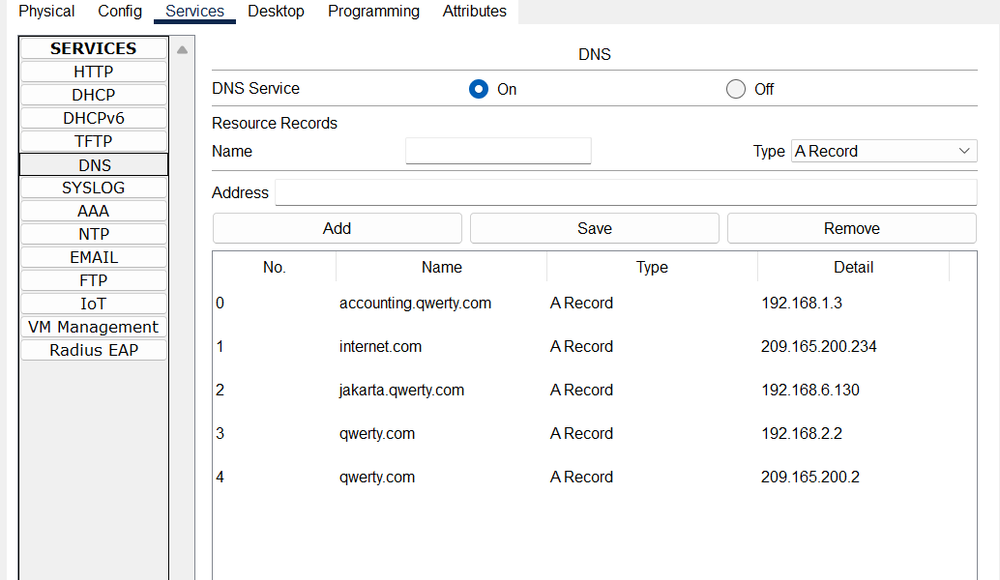 Physical Config Services Desktop Programming Attributes
SERVICES
HTTP
DHCP
DHCPv6
TFTP
DNS
SYSLOG
AAA
NTP
EMAIL
FTP
IoT
VM Management
Radius EAP
DNS
DNS Service On Off
Resource Records
Name Type A Record
Address
Add Save Remove
No. Name Type Detail
0 accounting.qwerty.com A Record 192.168.1.3
1 internet.com A Record 209.165.200.234
2 jakarta.qwerty.com A Record 192.168.6.130
3 qwerty.com A Record 192.168.2.2
4 qwerty.com A Record 209.165.200.2